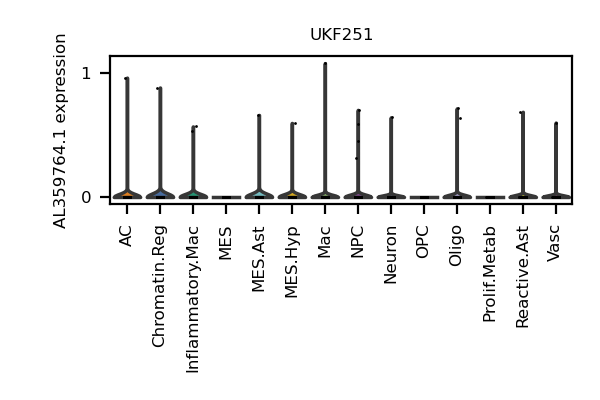 UKF251
AL359764.1 expression
1
0
AC
Chromatin.Reg
Inflammatory.Mac
MES
MES.Ast
MES.Hyp
Mac
NPC
Neuron
OPC
Oligo
Prolif.Metab
Reactive.Ast
Vasc